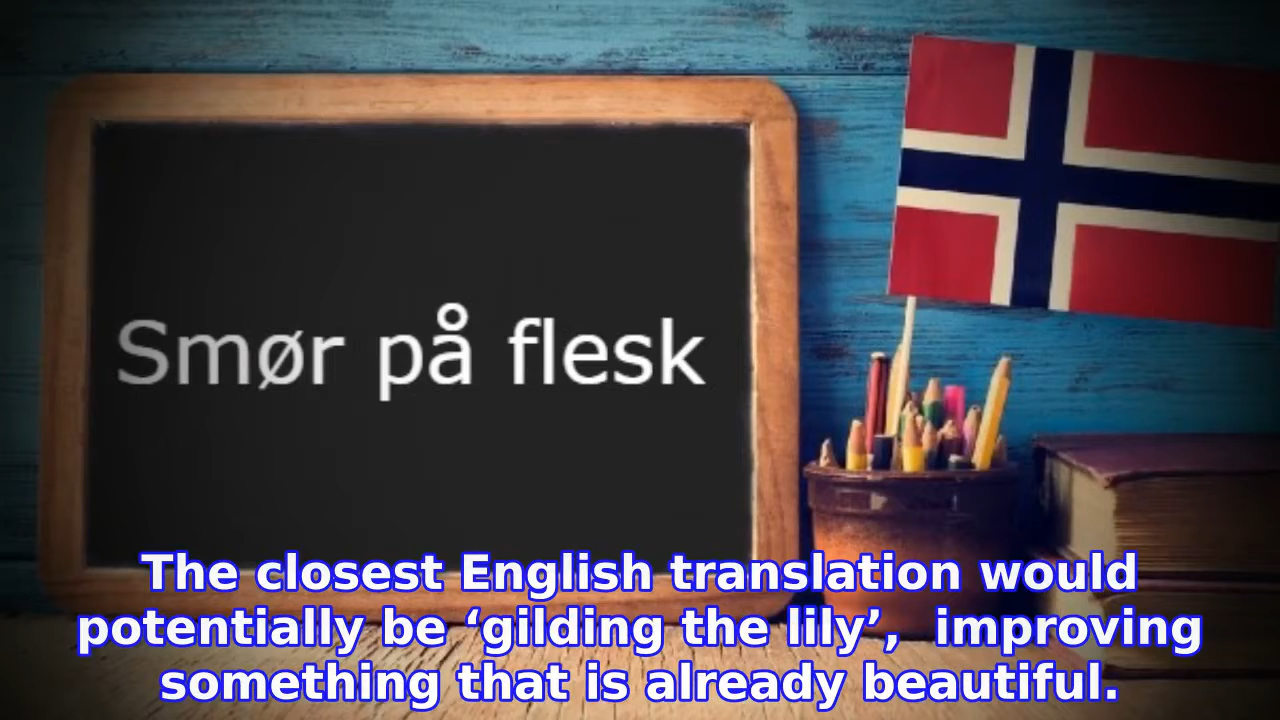 Smør på flesk
The closest English translation would
potentially be ‘gilding the lily’,  improving
something that is already beautiful.